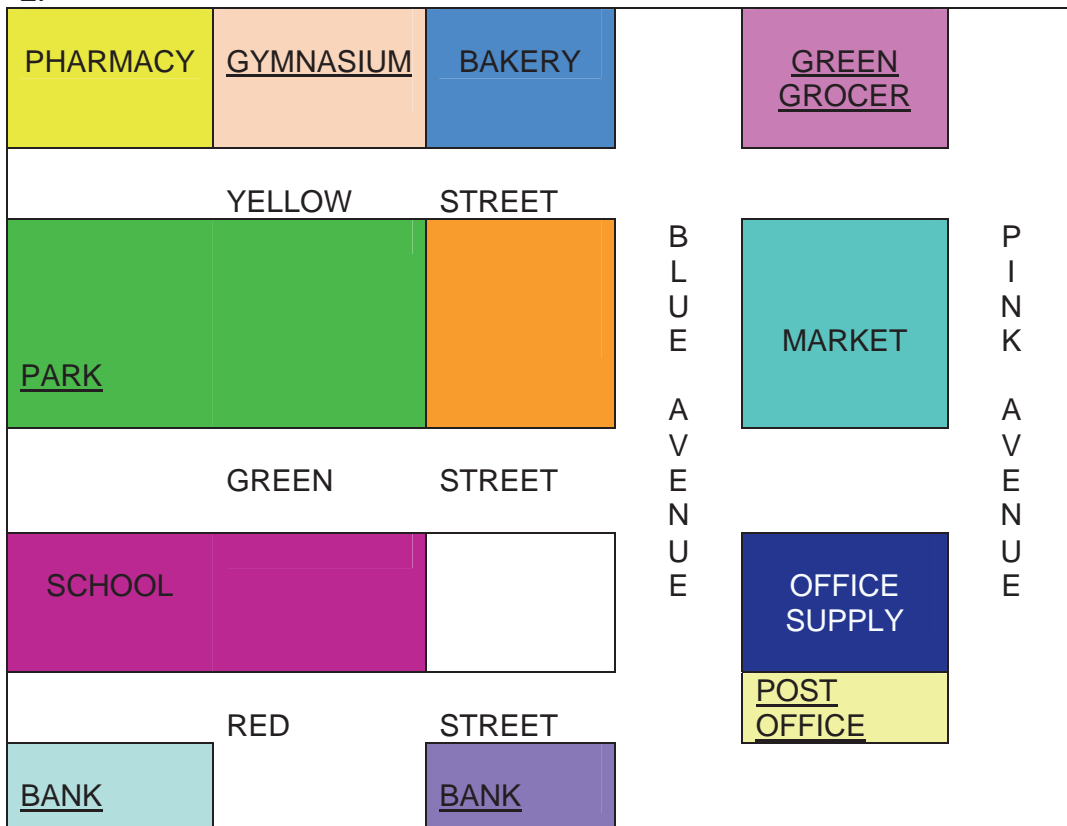 PHARMACY GYMNASIUM BAKERY GREEN
GROCER
YELLOW STREET
B
L
U
E
A
V
E
N
U
E
MARKET
P
I
N
K
A
V
E
N
U
E
PARK
GREEN STREET
SCHOOL
OFFICE
SUPPLY
POST
OFFICE
RED STREET
BANK BANK